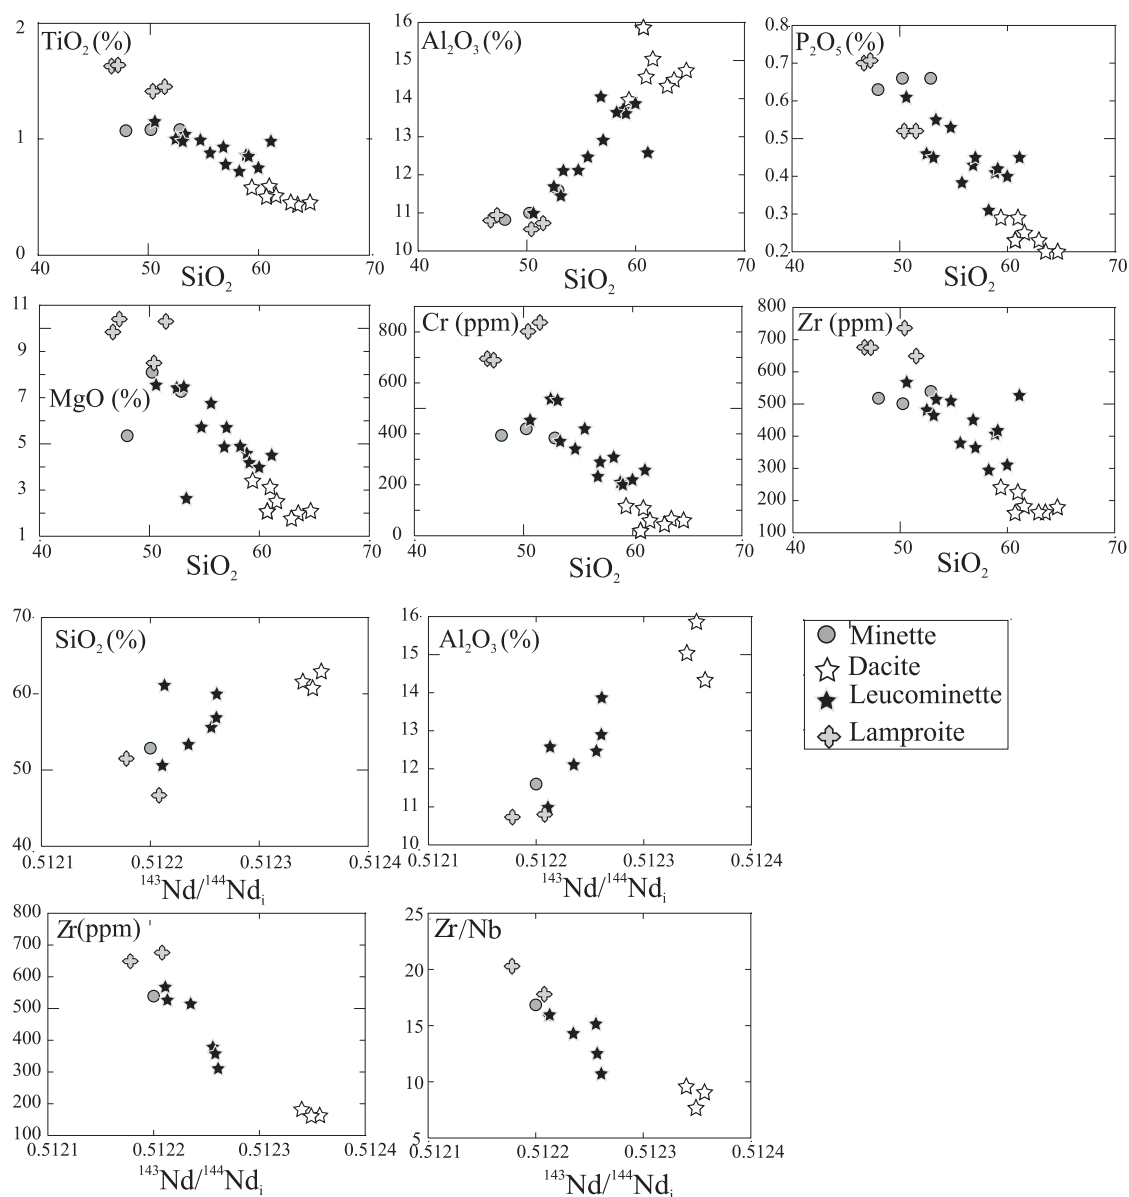 2
TiO2 (%)
1
0
40 50 60 70
SiO2
16
Al2O3 (%)
15
14
13
12
11
10
40 50 60 70
SiO2
0.8
P2O5 (%)
0.7
0.6
0.5
0.4
0.3
0.2
40 50 60 70
SiO2
11
9
7
MgO (%)
5
3
1
40 50 60 70
SiO2
Cr (ppm)
800
600
400
200
0
40 50 60 70
SiO2
800
Zr (ppm)
700
600
500
400
300
200
100
40 50 60 70
SiO2
70
SiO2 (%)
60
50
40
0.5121 0.5122 0.5123 0.5124
143Nd/144Ndi
16
Al2O3 (%)
15
14
13
12
11
10
0.5121 0.5122 0.5123 0.5124
143Nd/144Ndi
Minette
Dacite
Leucominette
Lamproite
800
Zr(ppm)
700
600
500
400
300
200
100
0.5121 0.5122 0.5123 0.5124
143Nd/144Ndi
25
Zr/Nb
20
15
10
5
0.5121 0.5122 0.5123 0.5124
143Nd/144Ndi